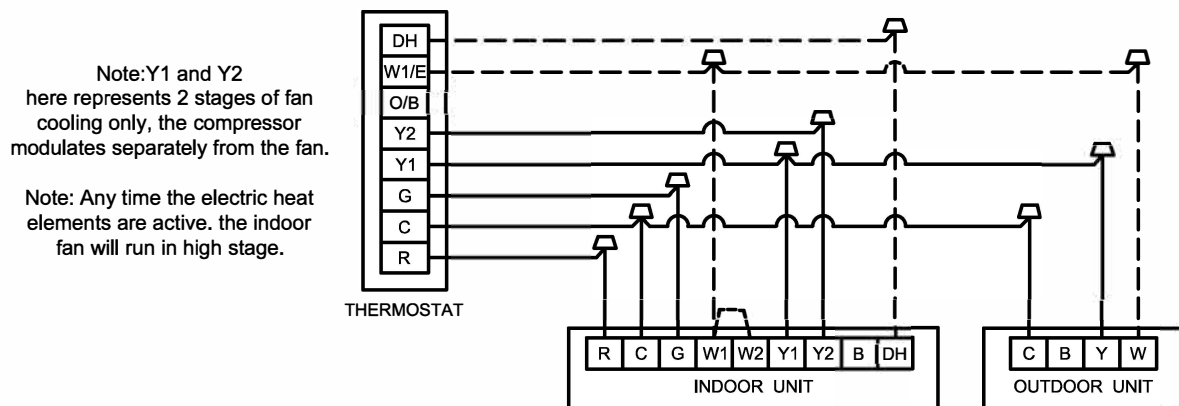 Note:Y1 and Y2
here represents 2 stages of fan
cooling only, the compressor
modulates separately from the fan.
Note: Any time the electric heat
elements are active. the indoor
fan will run in high stage.
DH
W1/E
O/B
Y2
Y1
G
C
R
THERMOSTAT
R C G W1 W2 Y1 Y2 B DH
INDOOR UNIT
C B Y W
OUTDOOR UNIT